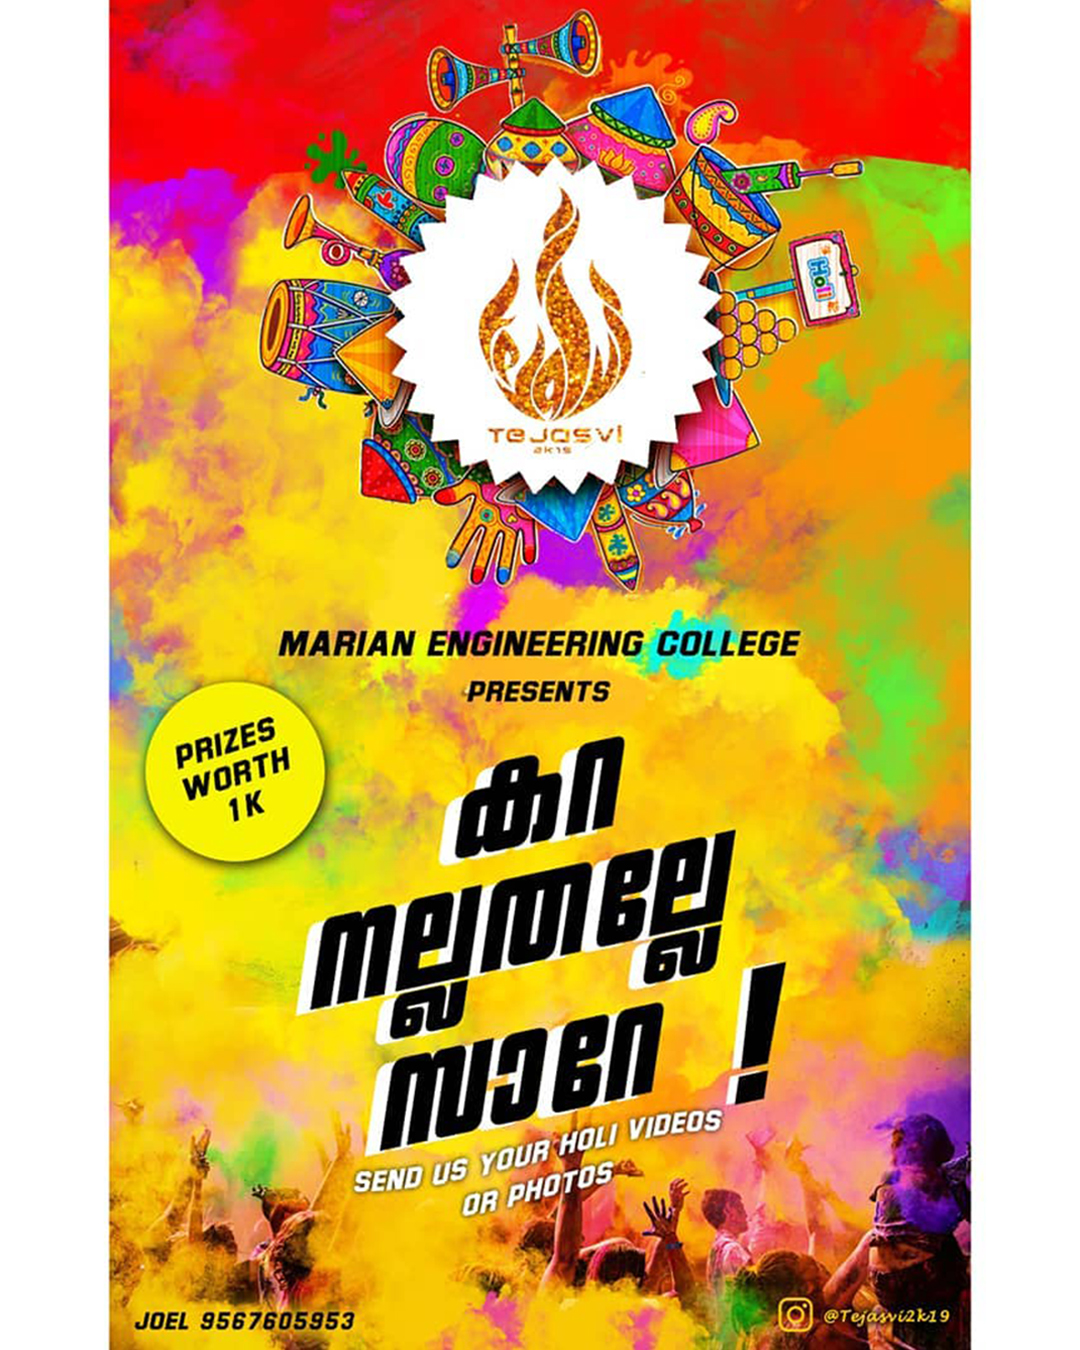 Holi
TEJASVI
2K19
MARIAN ENGINEERING COLLEGE
PRESENTS
PRIZES
WORTH
1K
കറ
നല്ലതല്ലേ
സാറേ !
SEND US YOUR HOLI VIDEOS
OR PHOTOS
JOEL 9567605953
@Tejasvi2k19